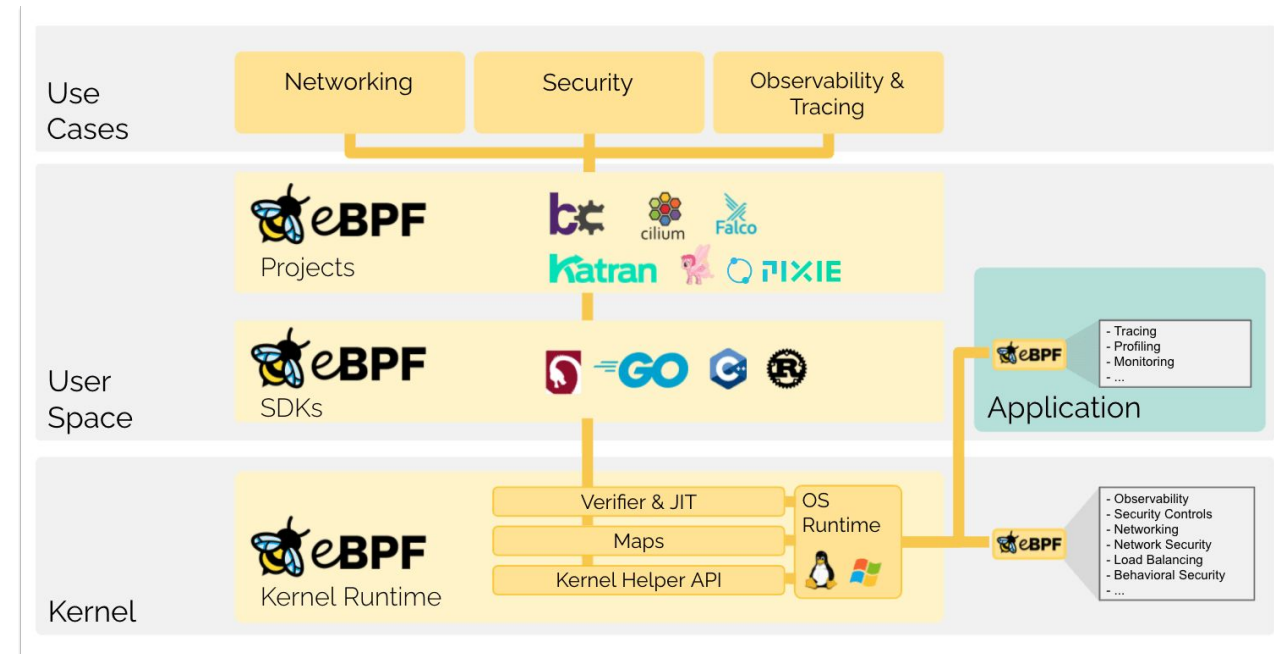 Use
Cases
Networking
Security
Observability &
Tracing
User
Space
eBPF
Projects
bcc
cilium
Falco
Katran
PIXIE
eBPF
SDKs
GO
C++
R
Application
eBPF
- Tracing
- Profiling
- Monitoring
- ...
Kernel
eBPF
Kernel Runtime
Verifier & JIT
Maps
Kernel Helper API
OS
Runtime
eBPF
- Observability
- Security Controls
- Networking
- Network Security
- Load Balancing
- Behavioral Security
- ...